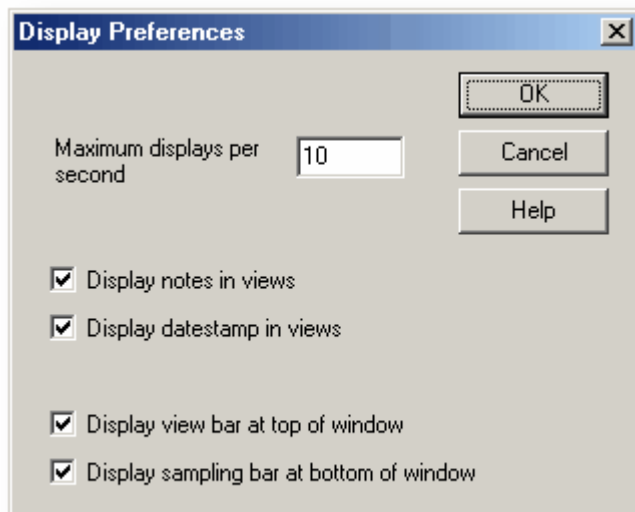 Display Preferences
OK
Maximum displays per
second
10
Cancel
Help
Display notes in views
Display datestamp in views
Display view bar at top of window
Display sampling bar at bottom of window